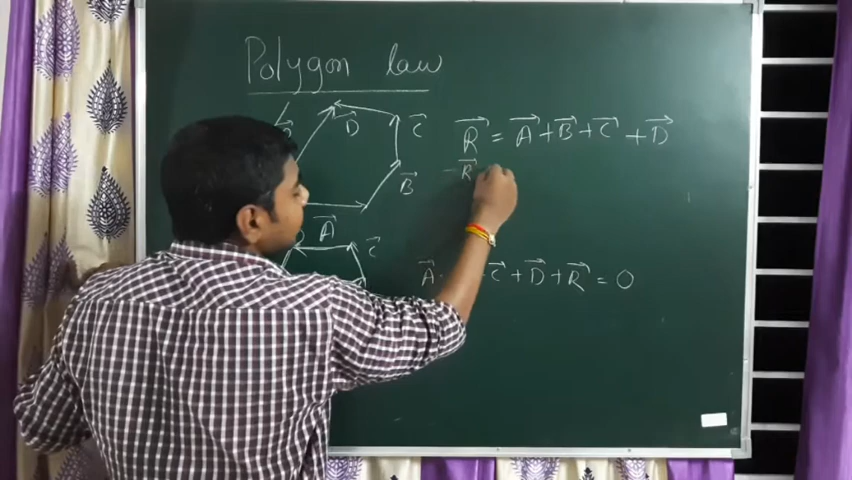 Polygon law
D⃗ C⃗ R⃗ = A⃗ + B⃗ + C⃗ + D⃗
B⃗ - R⃗
A⃗
C⃗ A⃗ C⃗ + D⃗ + R⃗ = 0